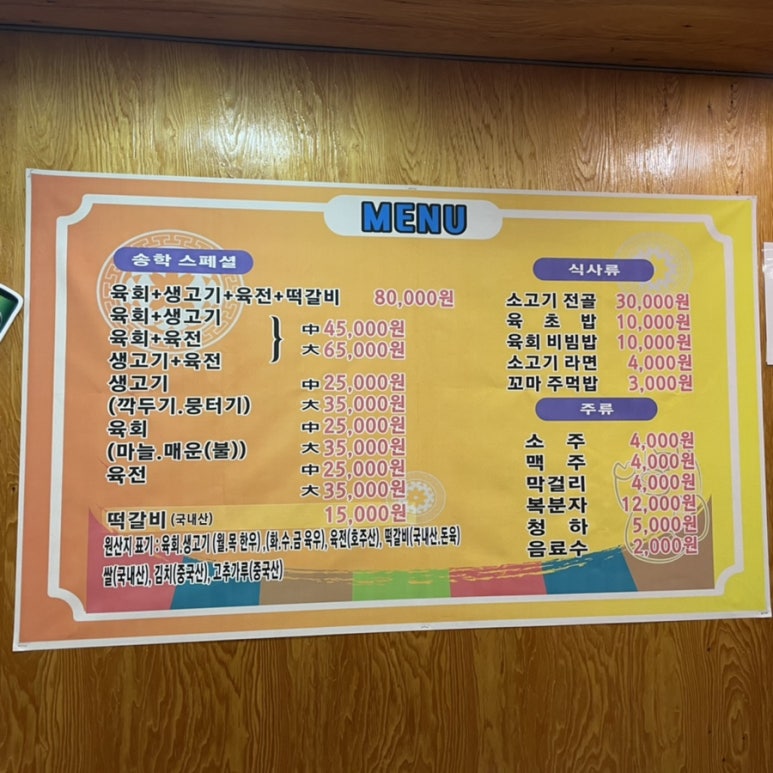 MENU
송학 스페셜
육회+생고기+육전+떡갈비 80,000원
육회+생고기
육회+육전
생고기+육전
中 45,000원
大 65,000원
생고기 中 25,000원
(깍두기.뭉터기) 大 35,000원
육회 中 25,000원
(마늘.매운(불)) 大 35,000원
육전 中 25,000원
大 35,000원
떡갈비 (국내산) 15,000원
원산지 표기 : 육회.생고기 (월.목 한우) ,(화,수.금 육우), 육전(호주산), 떡갈비(국내산.돈육)
쌀(국내산), 김치(중국산), 고추가류(중국산)
식사류
소고기 전골 30,000원
육 초 밥 10,000원
육회 비빔밥 10,000원
소고기 라면 4,000원
꼬마 주먹밥 3,000원
주류
소 주 4,000원
맥 주 4,000원
막걸리 4,000원
복분자 12,000원
청 하 5,000원
음료수 2,000원